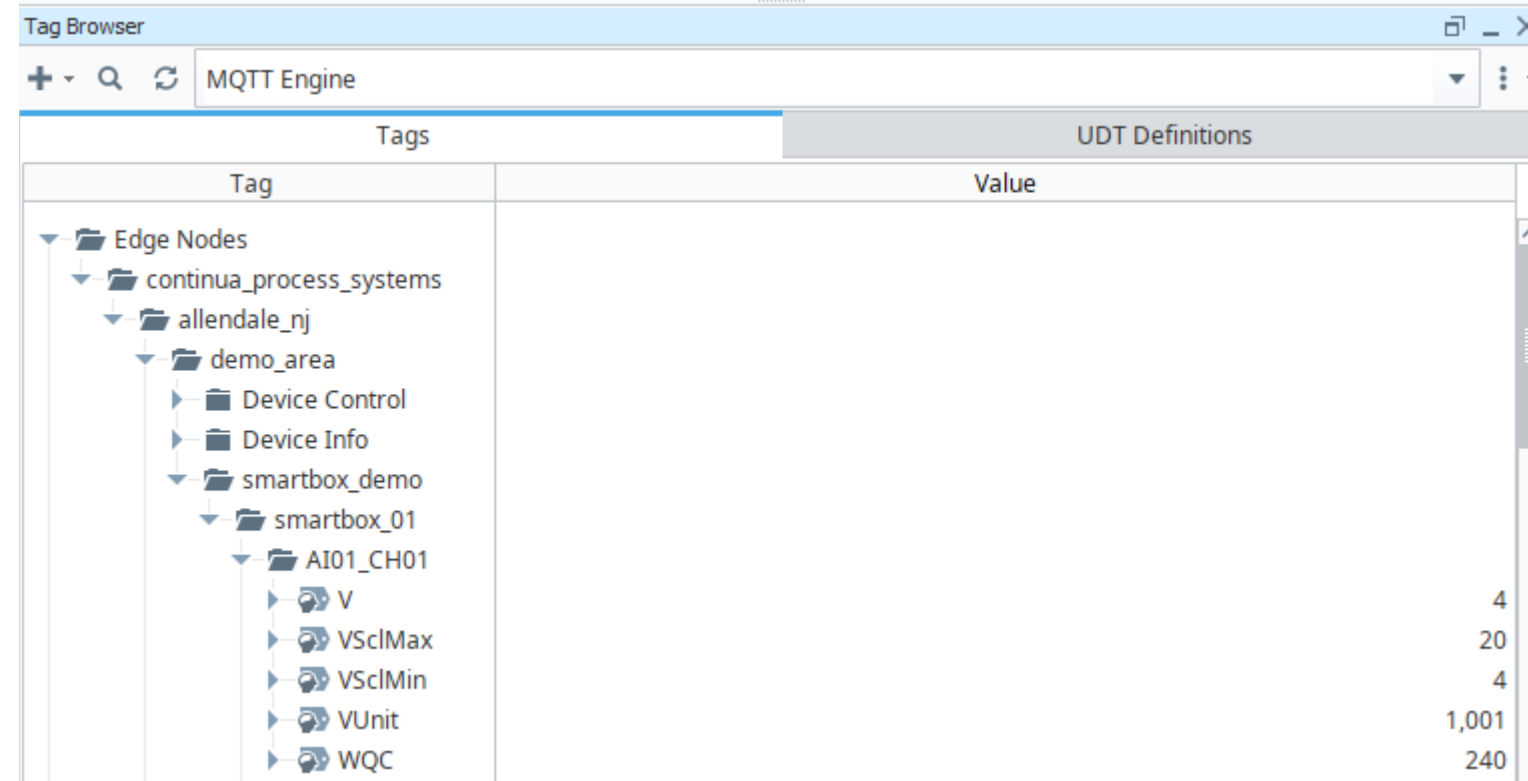 Tag Browser
MQTT Engine
Tags UDT Definitions
Tag Value
Edge Nodes
continua_process_systems
allendale_nj
demo_area
Device Control
Device Info
smartbox_demo
smartbox_01
AI01_CH01
V 4
VSclMax 20
VSclMin 4
VUnit 1,001
WQC 240